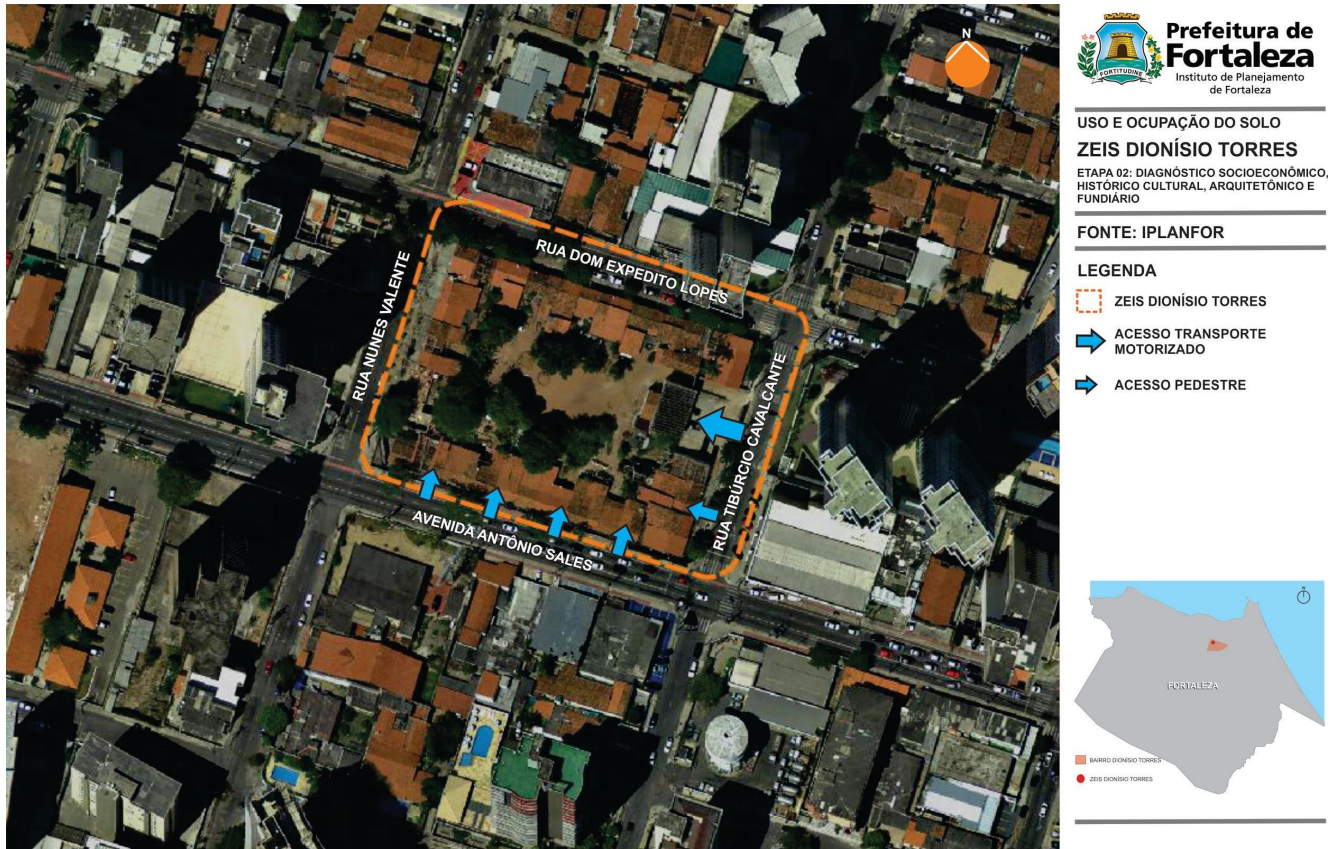 N
RUA DOM EXPEDITO LOPES
RUA NUNES VALENTE
RUA TIBÚRCIO CAVALCANTE
AVENIDA ANTÔNIO SALES
FORTITUDINE
Prefeitura de
Fortaleza
Instituto de Planejamento
de Fortaleza
USO E OCUPAÇÃO DO SOLO
ZEIS DIONÍSIO TORRES
ETAPA 02: DIAGNÓSTICO SOCIOECONÔMICO,
HISTÓRICO CULTURAL, ARQUITETÔNICO E
FUNDIÁRIO
FONTE: IPLANFOR
LEGENDA
ZEIS DIONÍSIO TORRES
ACESSO TRANSPORTE
MOTORIZADO
ACESSO PEDESTRE
FORTALEZA
BAIRRO DIONÍSIO TORRES
ZEIS DIONÍSIO TORRES